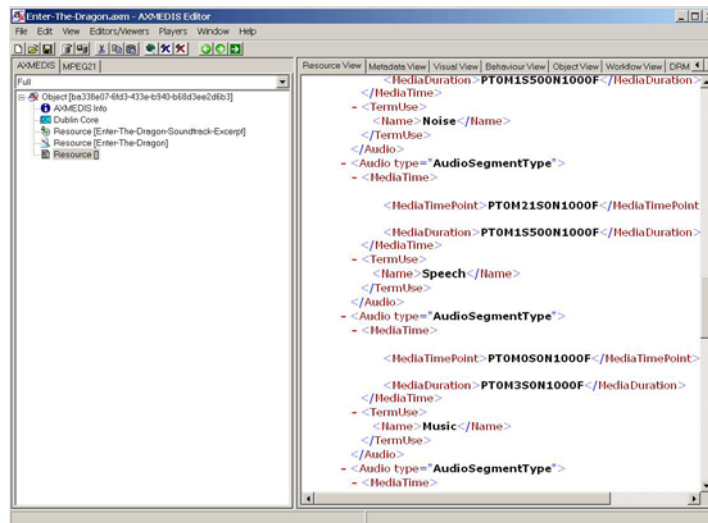 Enter-The-Dragon.axm - AXMEDIS Editor
File Edit View Editors/Viewers Players Window Help
AXMEDIS MPEG21
Resource View Metadata View Visual View Behaviour View Object View Workflow View DRM
Full
Object [ba338e07-6fd3-433e-b940-b68d3ee2d6b3]
AXMEDIS Info
Dublin Core
Resource [Enter-The-Dragon-Soundtrack-Excerpt]
Resource [Enter-The-Dragon]
Resource []
<MediaDuration>PT0M1S500N1000F</MediaDuration>
</MediaTime>
- <TermUse>
<Name>Noise</Name>
</TermUse>
</Audio>
- <Audio type="AudioSegmentType">
- <MediaTime>
<MediaTimePoint>PT0M21S0N1000F</MediaTimePoint
<MediaDuration>PT0M1S500N1000F</MediaDuration>
</MediaTime>
- <TermUse>
<Name>Speech</Name>
</TermUse>
</Audio>
- <Audio type="AudioSegmentType">
- <MediaTime>
<MediaTimePoint>PT0M0S0N1000F</MediaTimePoint>
<MediaDuration>PT0M3S0N1000F</MediaDuration>
</MediaTime>
- <TermUse>
<Name>Music</Name>
</TermUse>
</Audio>
- <Audio type="AudioSegmentType">
- <MediaTime>